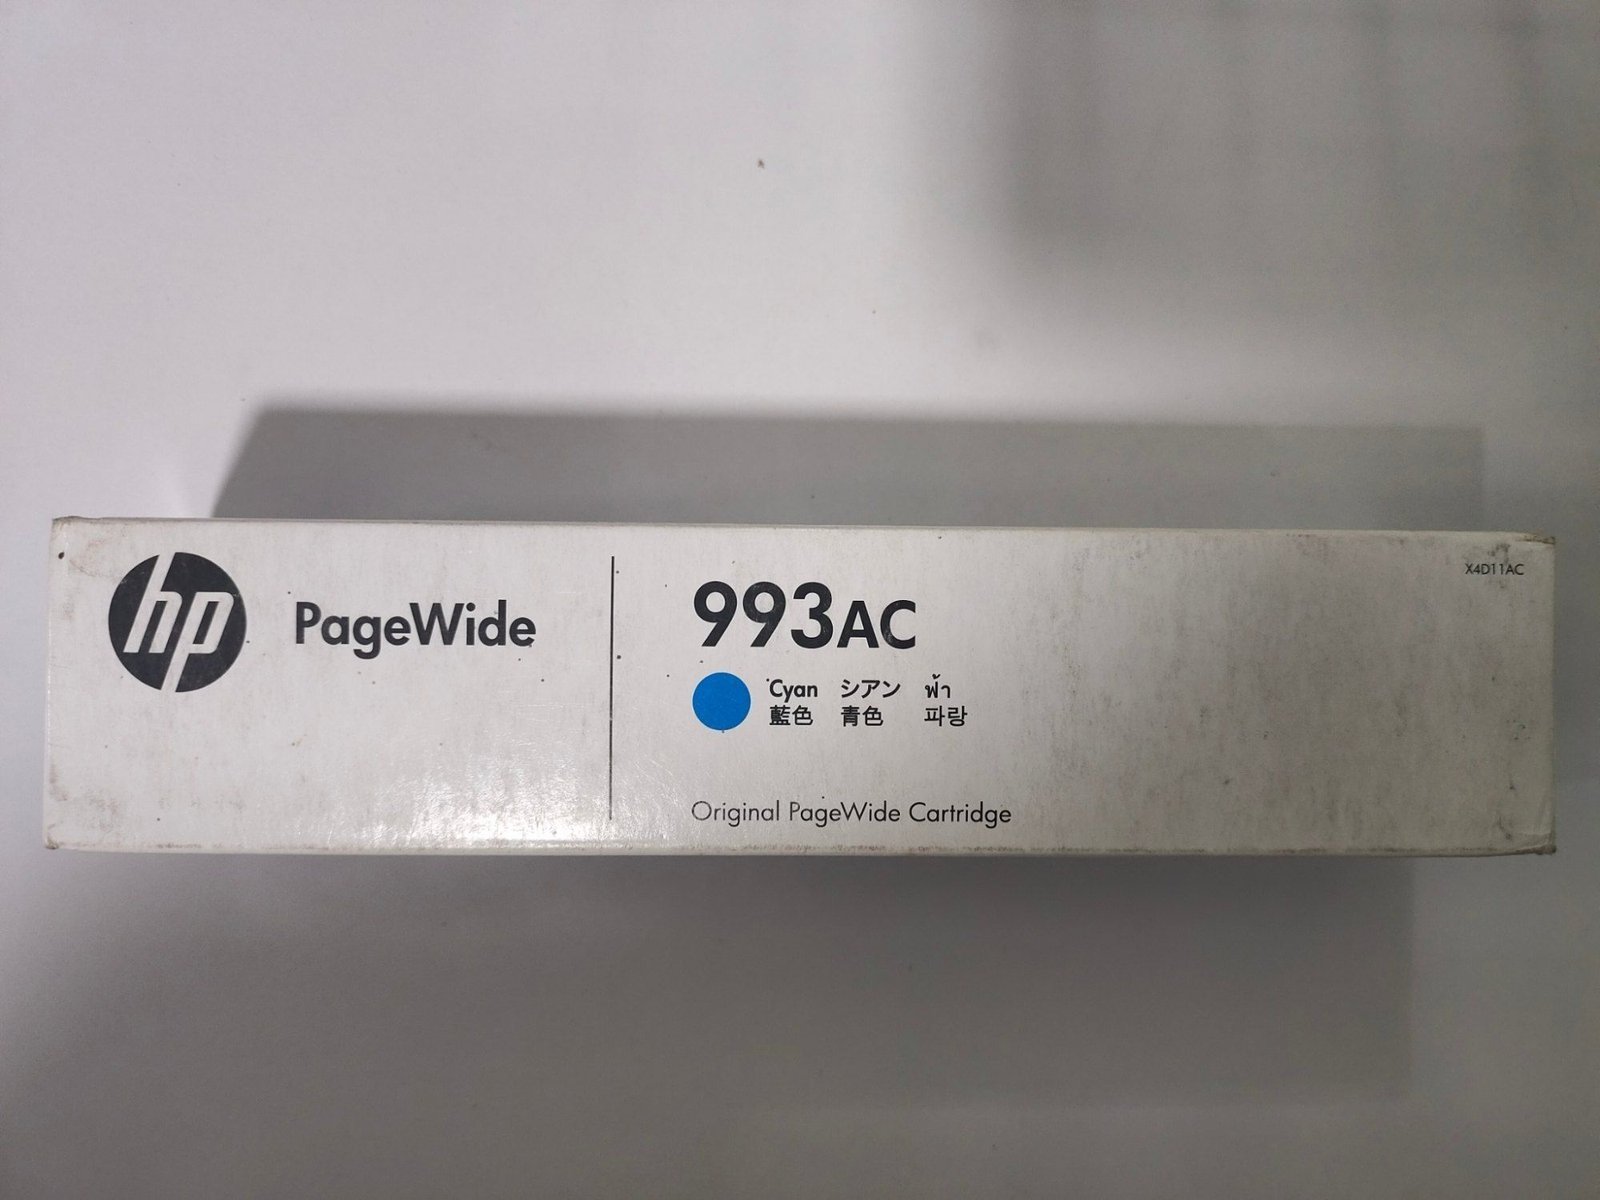 hp
PageWide
993AC
X4D11AC
Cyan シアン ฟ้า
藍色 青色 파랑
Original PageWide Cartridge